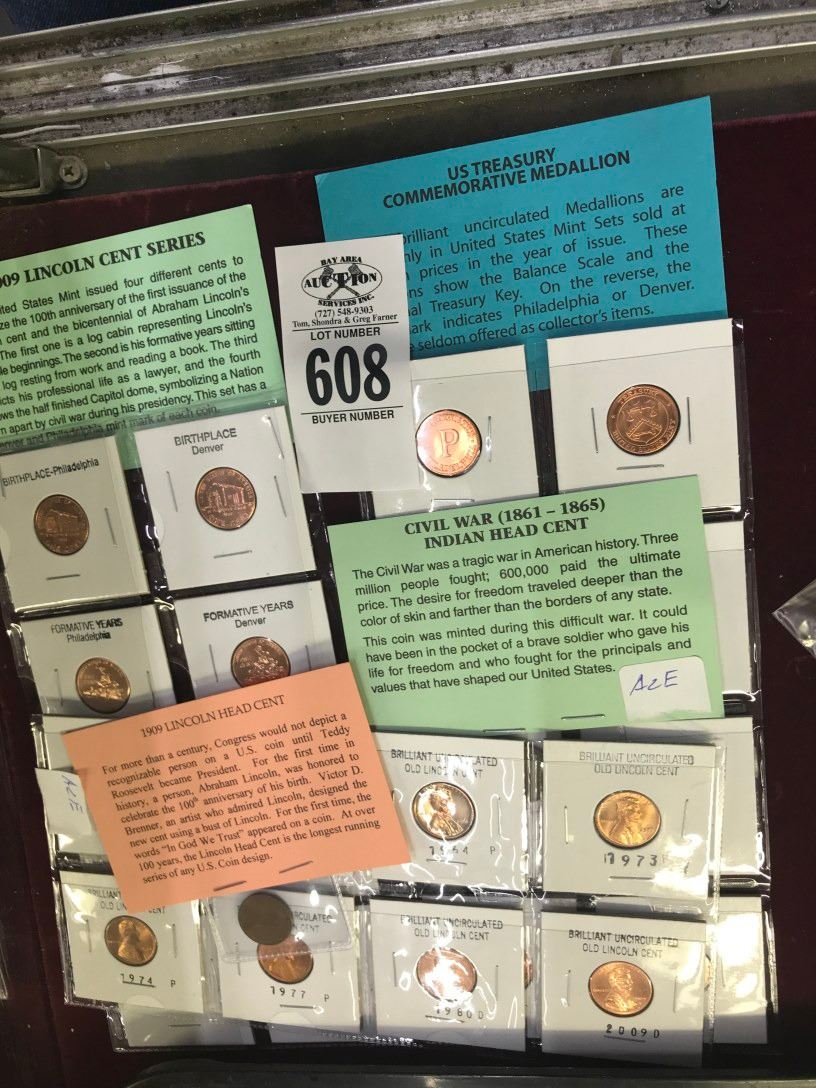 US TREASURY
COMMEMORATIVE MEDALLION
brilliant uncirculated Medallions are
in United States Mint Sets sold at
prices in the year of issue. These
show the Balance Scale and the
Treasury Key. On the reverse, the
indicates Philadelphia or Denver.
seldom offered as collector's items.
09 LINCOLN CENT SERIES
States Mint issued four different cents to
the 100th anniversary of the first issuance of the
cent and the bicentennial of Abraham Lincoln's
The first one is a log cabin representing Lincoln's
beginnings. The second is his formative years sitting
log resting from work and reading a book. The third
his professional life as a lawyer, and the fourth
the half finished Capitol dome, symbolizing a Nation
apart by civil war during his presidency. This set has a
and Philadelphia mint mark of each coin.
BAY AREA
AUCTION
SERVICES INC.
(727) 548-9303
Tom, Shondra & Greg Farner
LOT NUMBER
608
BUYER NUMBER
BIRTHPLACE-Philadelphia
BIRTHPLACE
Denver
FORMATIVE YEARS
Philadelphia
FORMATIVE YEARS
Denver
P
CIVIL WAR (1861 – 1865)
INDIAN HEAD CENT
The Civil War was a tragic war in American history. Three
million people fought; 600,000 paid the ultimate
price. The desire for freedom traveled deeper than the
color of skin and farther than the borders of any state.
This coin was minted during this difficult war. It could
have been in the pocket of a brave soldier who gave his
life for freedom and who fought for the principals and
values that have shaped our United States.
A2E
1909 LINCOLN HEAD CENT
For more than a century, Congress would not depict a
recognizable person on a U.S. coin until Teddy
Roosevelt became President. For the first time in
history, a person, Abraham Lincoln, was honored to
celebrate the 100th anniversary of his birth. Victor D.
Brenner, an artist who admired Lincoln, designed the
new cent using a bust of Lincoln. For the first time, the
words "In God We Trust" appeared on a coin. At over
100 years, the Lincoln Head Cent is the longest running
series of any U.S. Coin design.
A2E
BRILLIANT UNCIRCULATED
OLD LINCOLN CENT
BRILLIANT UNCIRCULATED
OLD LINCOLN CENT
1973
OLD LINCOLN CENT
1974 P
CENT
1977 P
BRILLIANT UNCIRCULATED
OLD LINCOLN CENT
1980 D
BRILLIANT UNCIRCULATED
OLD LINCOLN CENT
2009 D